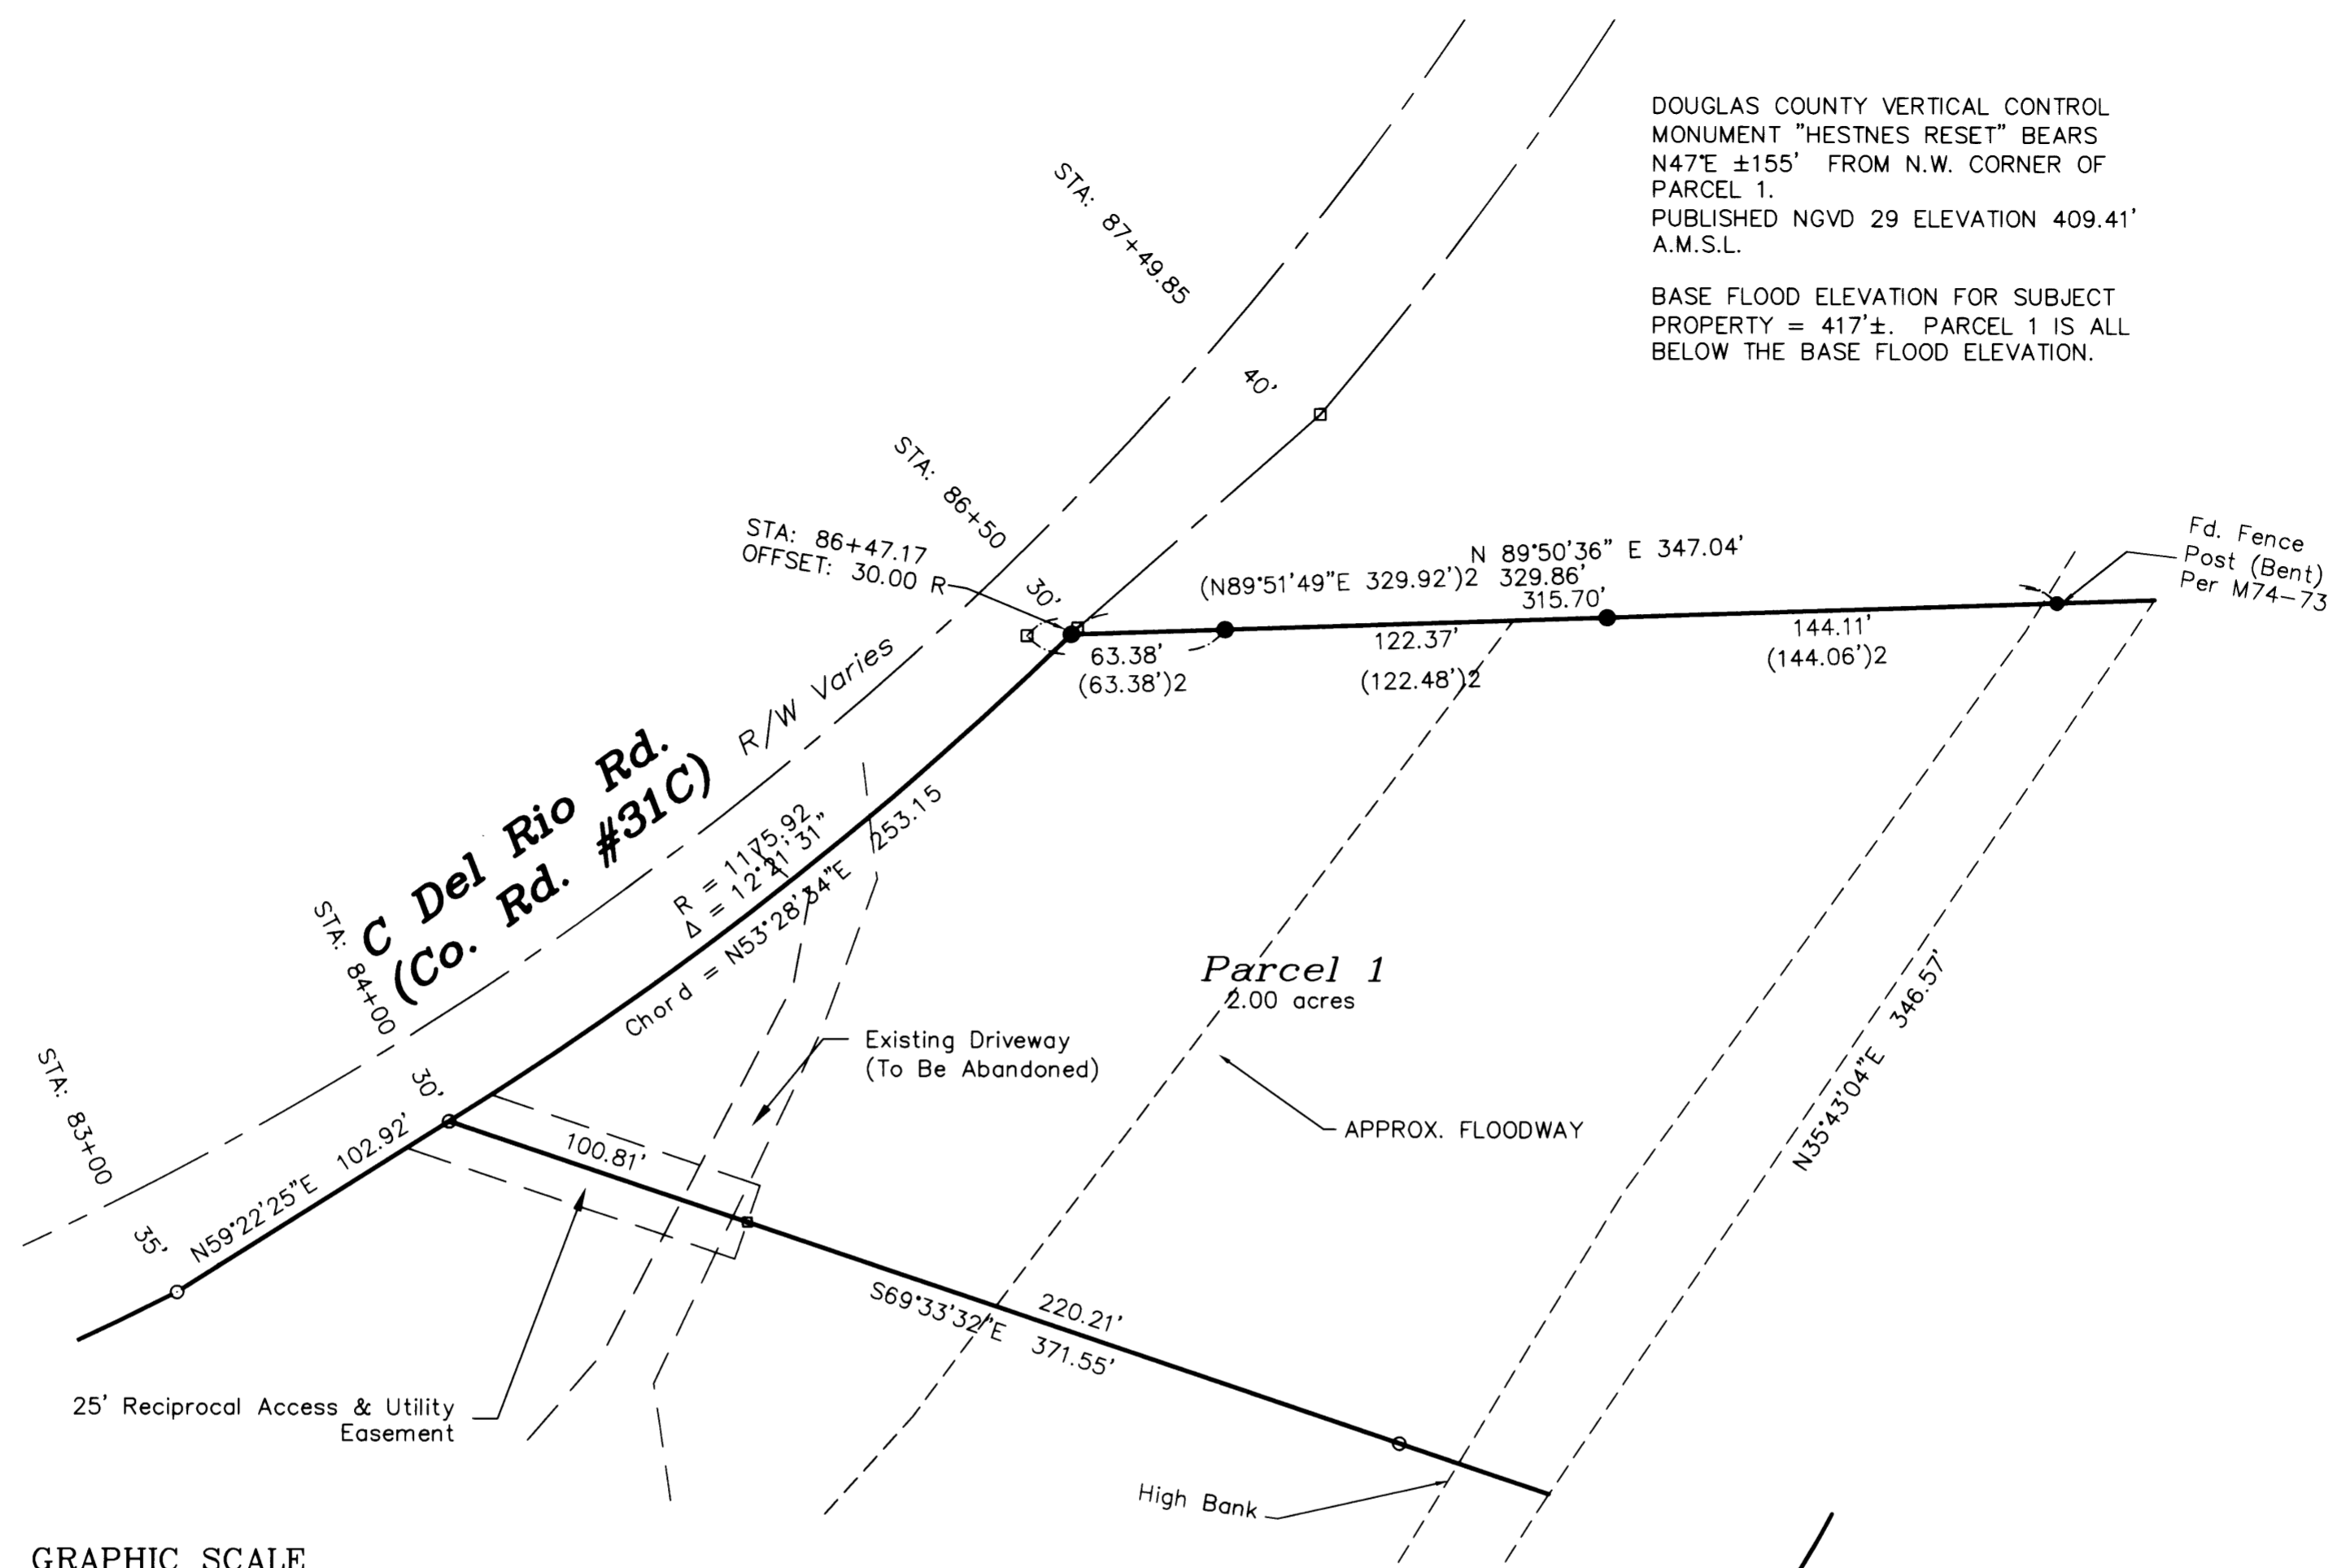 DOUGLAS COUNTY VERTICAL CONTROL
MONUMENT "HESTNES RESET" BEARS
N47°E ±155' FROM N.W. CORNER OF
PARCEL 1.
PUBLISHED NGVD 29 ELEVATION 409.41'
A.M.S.L.
BASE FLOOD ELEVATION FOR SUBJECT
PROPERTY = 417'±. PARCEL 1 IS ALL
BELOW THE BASE FLOOD ELEVATION.
STA: 87+49.85
40'
STA: 86+50
STA: 86+47.17
OFFSET: 30.00 R
30'
N 89°50'36" E 347.04'
(N89°51'49"E 329.92')2 329.86'
315.70'
Fd. Fence
Post (Bent)
Per M74-73
63.38'
(63.38')2
122.37'
(122.48')2
144.11'
(144.06')2
R/W Varies
C Del Rio Rd.
(Co. Rd. #31C)
R = 1175.92
Δ = 12°21'31"
Chord = N53°28'34"E 253.15
STA: 84+00
STA: 83+00
30'
35'
N59°22'25"E 102.92'
100.81'
Existing Driveway
(To Be Abandoned)
Parcel 1
2.00 acres
APPROX. FLOODWAY
N35°43'04"E 346.57'
220.21'
S69°33'32"E 371.55'
25' Reciprocal Access & Utility
Easement
High Bank
GRAPHIC SCALE